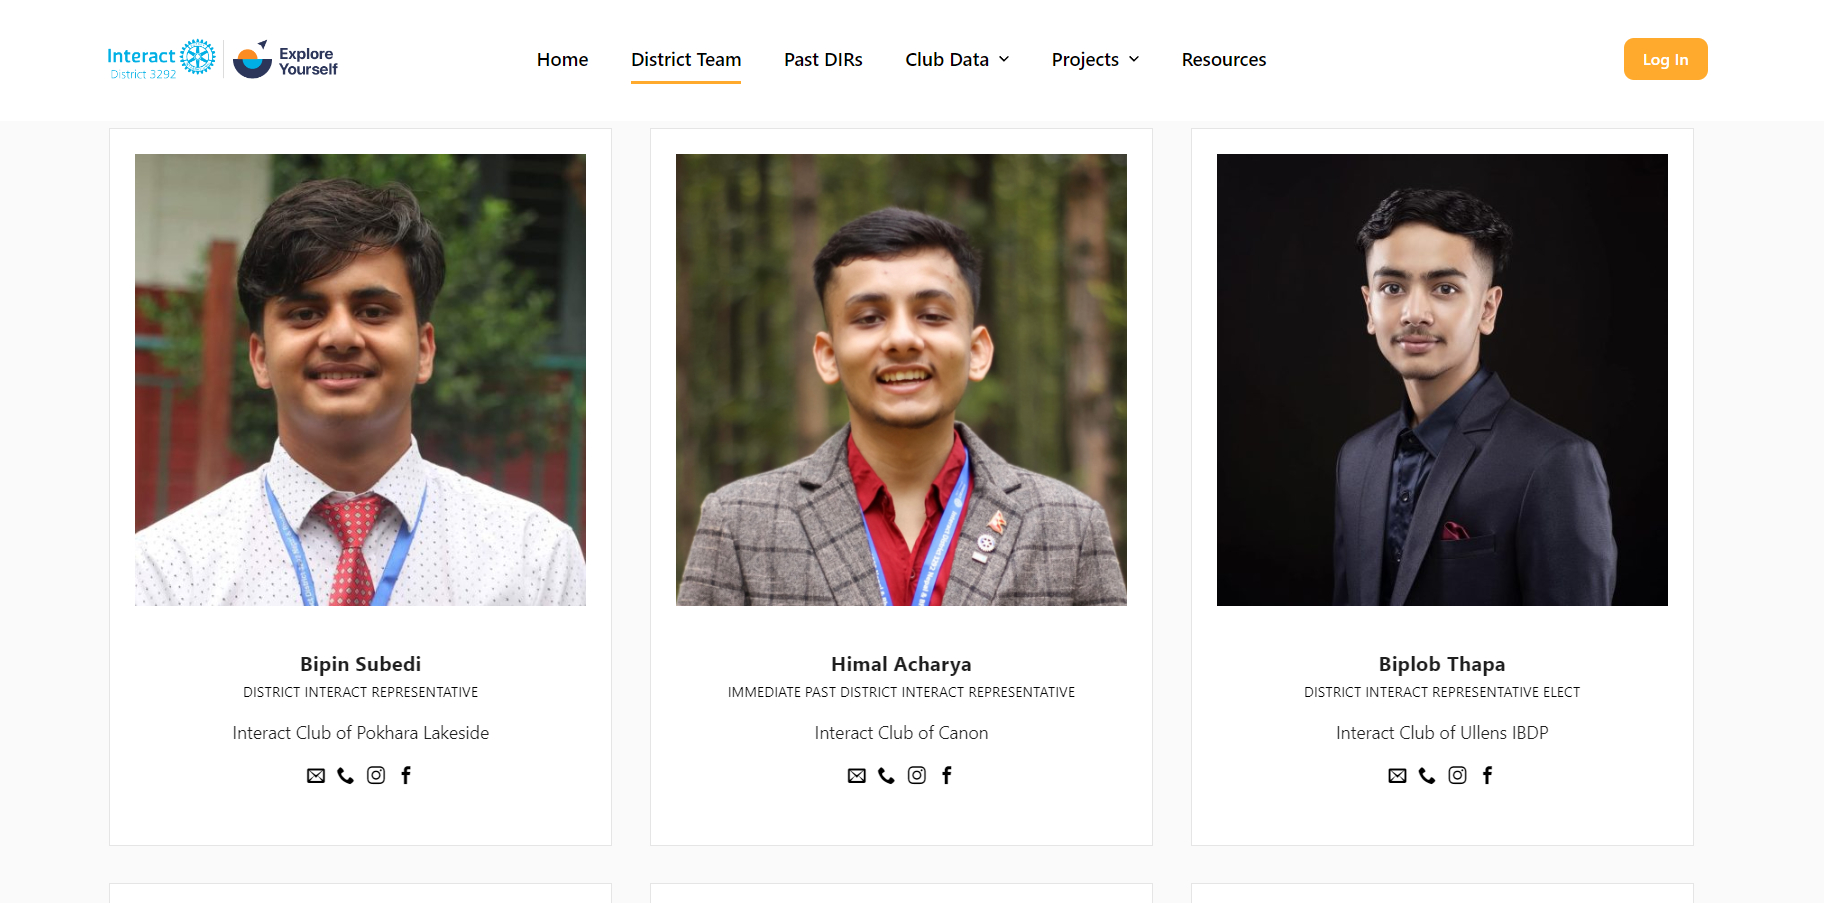 Interact
District 3292
Explore
Yourself
Home
District Team
Past DIRs
Club Data
Projects
Resources
Log In
Bipin Subedi
DISTRICT INTERACT REPRESENTATIVE
Interact Club of Pokhara Lakeside
Himal Acharya
IMMEDIATE PAST DISTRICT INTERACT REPRESENTATIVE
Interact Club of Canon
Biplob Thapa
DISTRICT INTERACT REPRESENTATIVE ELECT
Interact Club of Ullens IBDP